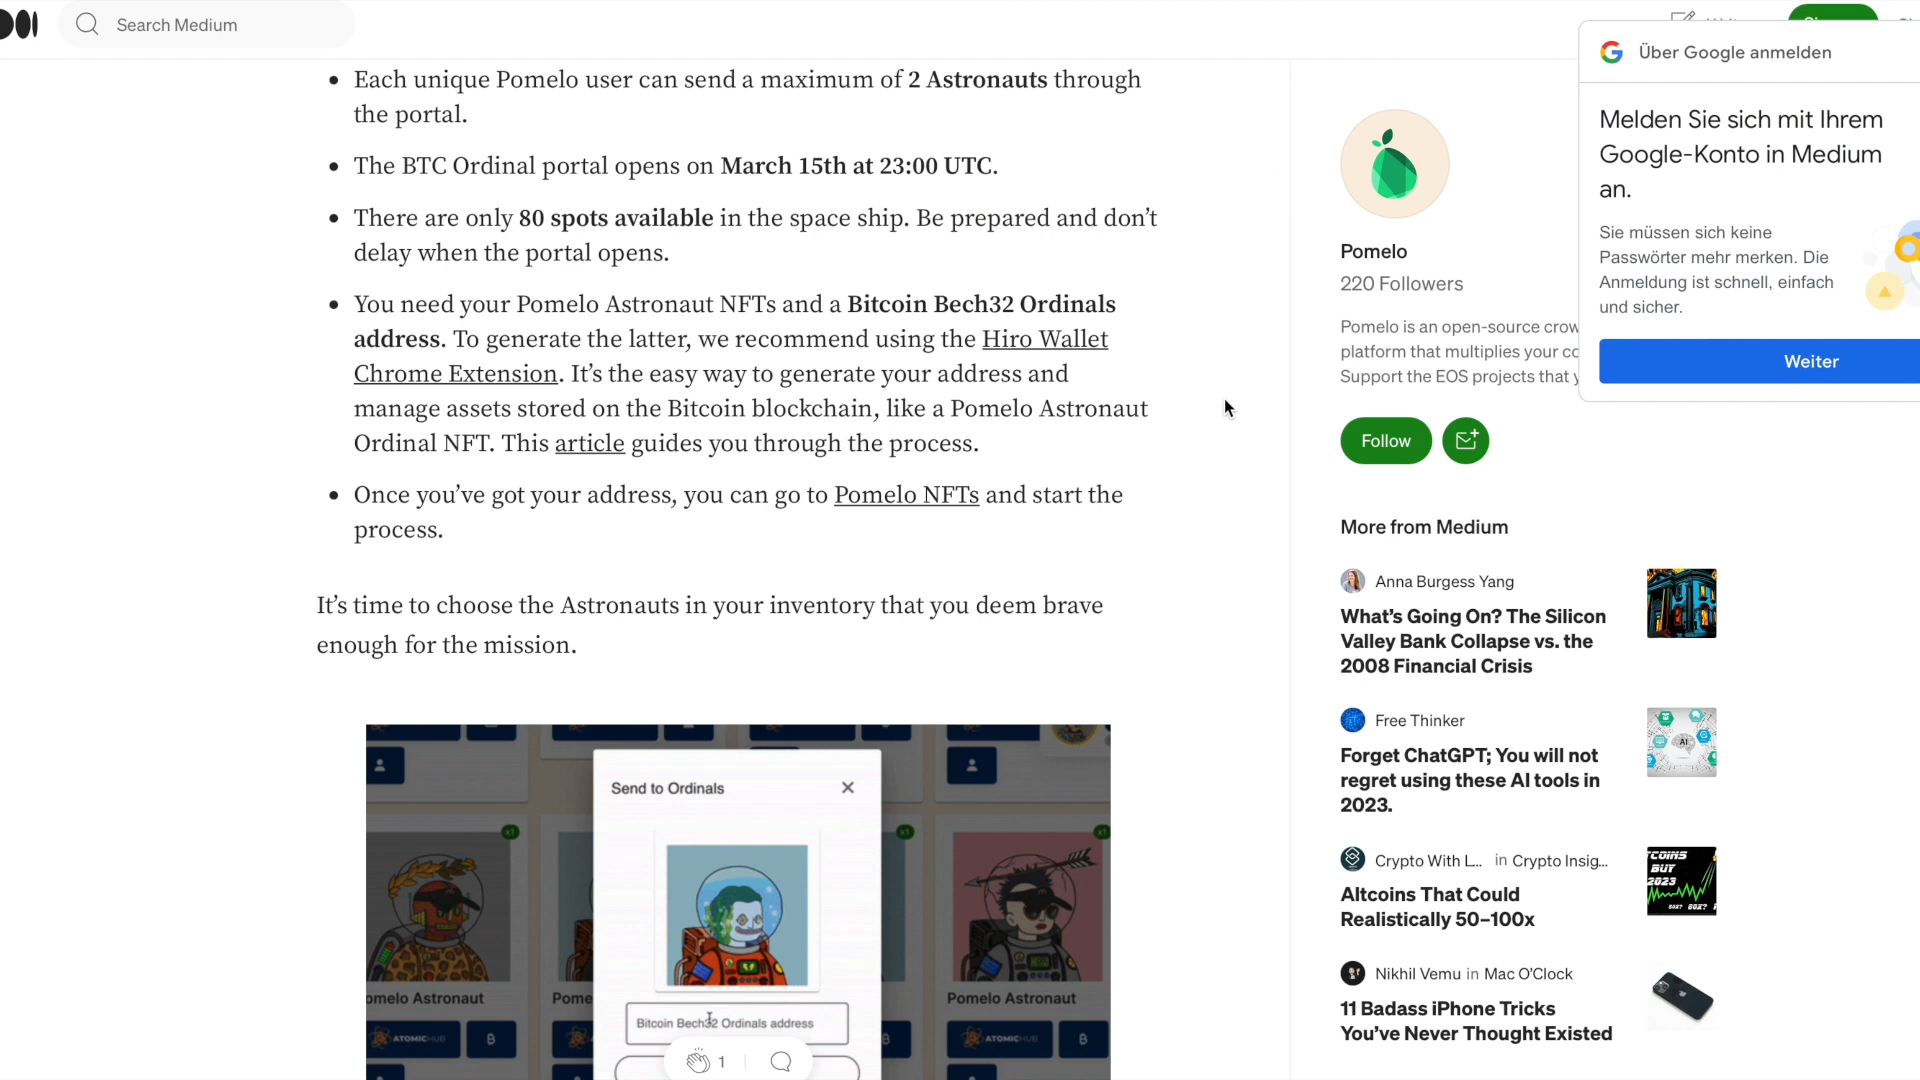 Search Medium
Each unique Pomelo user can send a maximum of 2 Astronauts through
the portal.
The BTC Ordinal portal opens on March 15th at 23:00 UTC.
There are only 80 spots available in the space ship. Be prepared and don’t
delay when the portal opens.
You need your Pomelo Astronaut NFTs and a Bitcoin Bech32 Ordinals
address. To generate the latter, we recommend using the Hiro Wallet
Chrome Extension. It’s the easy way to generate your address and
manage assets stored on the Bitcoin blockchain, like a Pomelo Astronaut
Ordinal NFT. This article guides you through the process.
Once you’ve got your address, you can go to Pomelo NFTs and start the
process.
It’s time to choose the Astronauts in your inventory that you deem brave
enough for the mission.
Send to Ordinals
x1
x1
x1
omelo Astronaut
Pome
Pomelo Astronaut
ATOMICHUB
B
ATOMICHUB
B
Bitcoin Bech32 Ordinals address
1
Über Google anmelden
Melden Sie sich mit Ihrem
Google-Konto in Medium
an.
Sie müssen sich keine
Passwörter mehr merken. Die
Anmeldung ist schnell, einfach
und sicher.
Weiter
Pomelo
220 Followers
Pomelo is an open-source crow
platform that multiplies your co
Support the EOS projects that y
Follow
More from Medium
Anna Burgess Yang
What’s Going On? The Silicon
Valley Bank Collapse vs. the
2008 Financial Crisis
Free Thinker
Forget ChatGPT; You will not
regret using these AI tools in
2023.
AI
Crypto With L... in Crypto Insig...
Altcoins That Could
Realistically 50–100x
TCOINS
BUY
2023
50X? 60X?
Nikhil Vemu in Mac O’Clock
11 Badass iPhone Tricks
You’ve Never Thought Existed